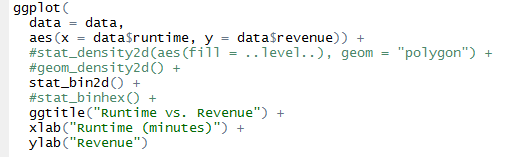 ggplot(
  data = data,
  aes(x = data$runtime, y = data$revenue)) +
  #stat_density2d(aes(fill = ..level..), geom = "polygon") +
  #geom_density2d() +
  stat_bin2d() +
  #stat_binhex() +
  ggtitle("Runtime vs. Revenue") +
  xlab("Runtime (minutes)") +
  ylab("Revenue")